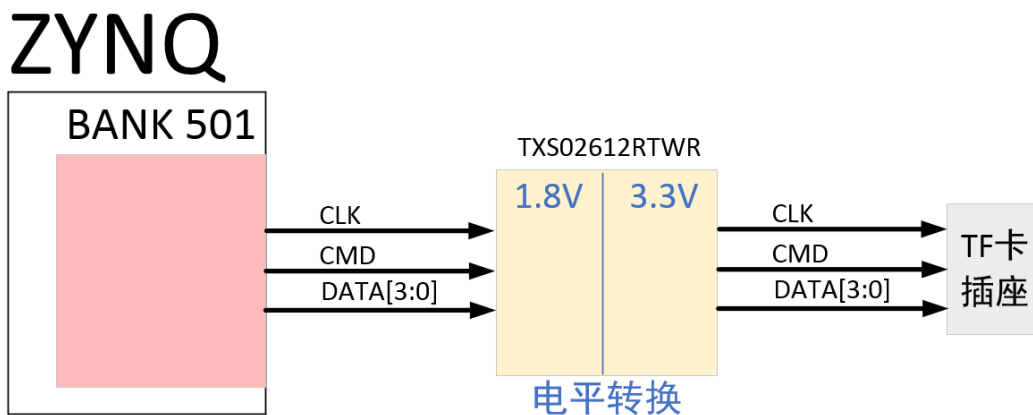 ZYNQ
BANK 501
TXS02612RTWR
1.8V
3.3V
CLK
CMD
DATA[3:0]
CLK
CMD
DATA[3:0]
TF卡
插座
电平转换